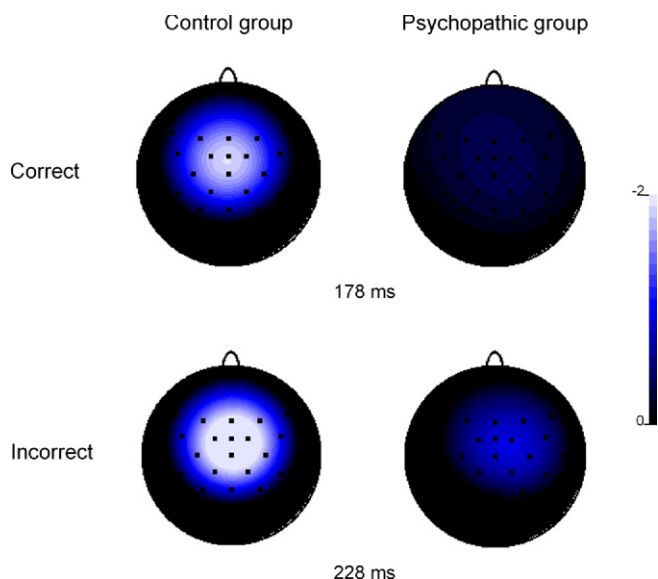 Control group
Psychopathic group
Correct
-2
178 ms
0
Incorrect
228 ms